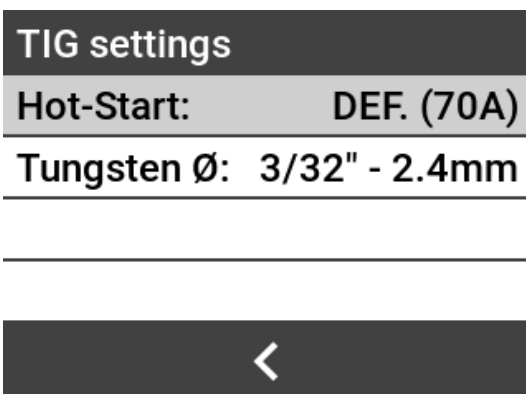 TIG settings
Hot-Start: DEF. (70A)
Tungsten Ø: 3/32" - 2.4mm